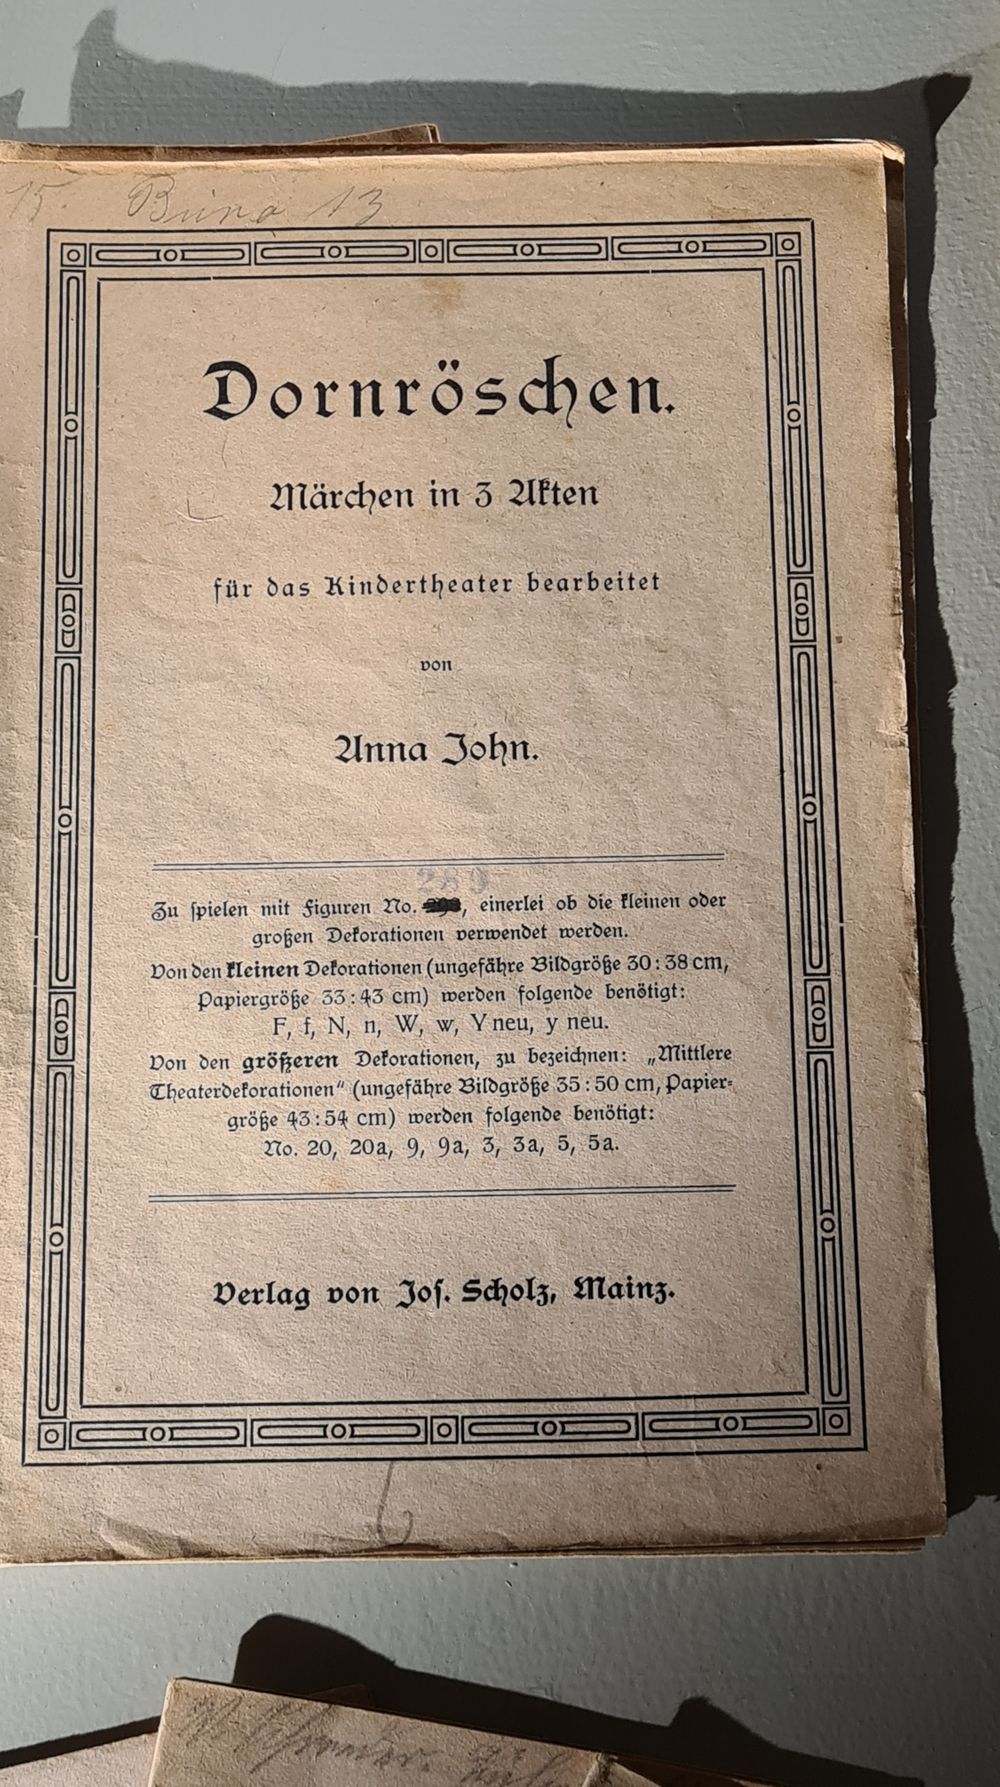 15. 13
Dornröschen.
Märchen in 3 Akten
für das Kindertheater bearbeitet
von
Anna John.
289
Zu spielen mit Figuren No. , einerlei ob die kleinen oder
großen Dekorationen verwendet werden.
Von den kleinen Dekorationen (ungefähre Bildgröße 30:38 cm,
Papiergröße 33:43 cm) werden folgende benötigt:
F, f, N, n, W, w, Y neu, y neu.
Von den größeren Dekorationen, zu bezeichnen: „Mittlere
Theaterdekorationen“ (ungefähre Bildgröße 35:50 cm, Papier-
größe 43:54 cm) werden folgende benötigt:
No. 20, 20a, 9, 9a, 3, 3a, 5, 5a.
Verlag von Jos. Scholz, Mainz.